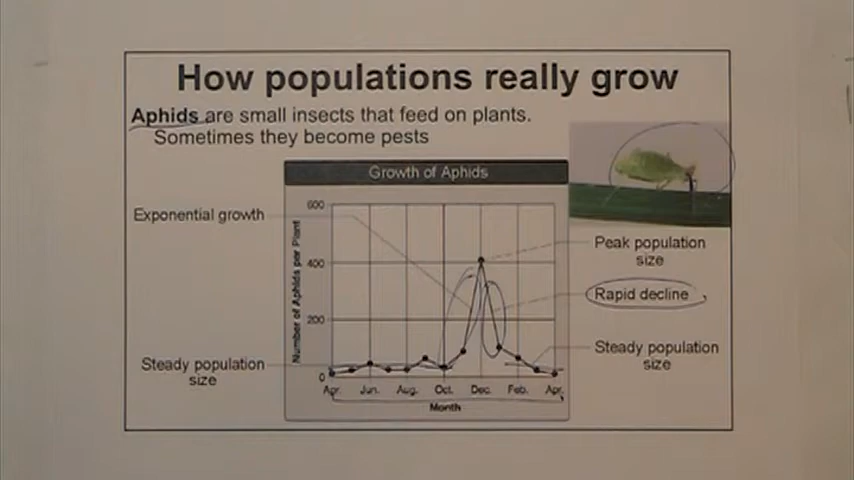 How populations really grow
Aphids are small insects that feed on plants.
Sometimes they become pests
Growth of Aphids
Exponential growth
Steady population
size
Number of Aphids per Plant
600
400
200
0
Apr.
Jun.
Aug.
Oct.
Dec.
Feb.
Apr.
Month
Peak population
size
Rapid decline
Steady population
size